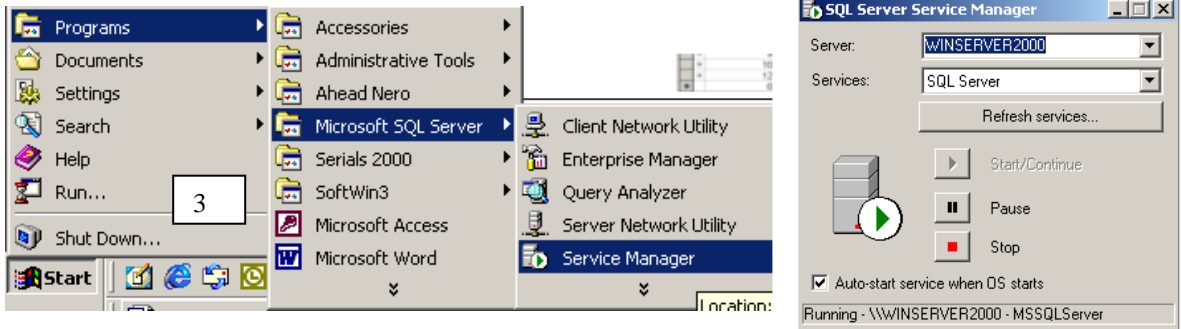 Programs
Documents
Settings
Search
Help
Run...
3
Shut Down...
Start
Accessories
Administrative Tools
Ahead Nero
Microsoft SQL Server
Serials 2000
SoftWin3
Microsoft Access
Microsoft Word
Client Network Utility
Enterprise Manager
Query Analyzer
Server Network Utility
Service Manager
Location:
10
12
SQL Server Service Manager
Server: WINSERVER2000
Services: SQL Server
Refresh services...
Start/Continue
Pause
Stop
Auto-start service when OS starts
Running - \\WINSERVER2000 - MSSQLServer